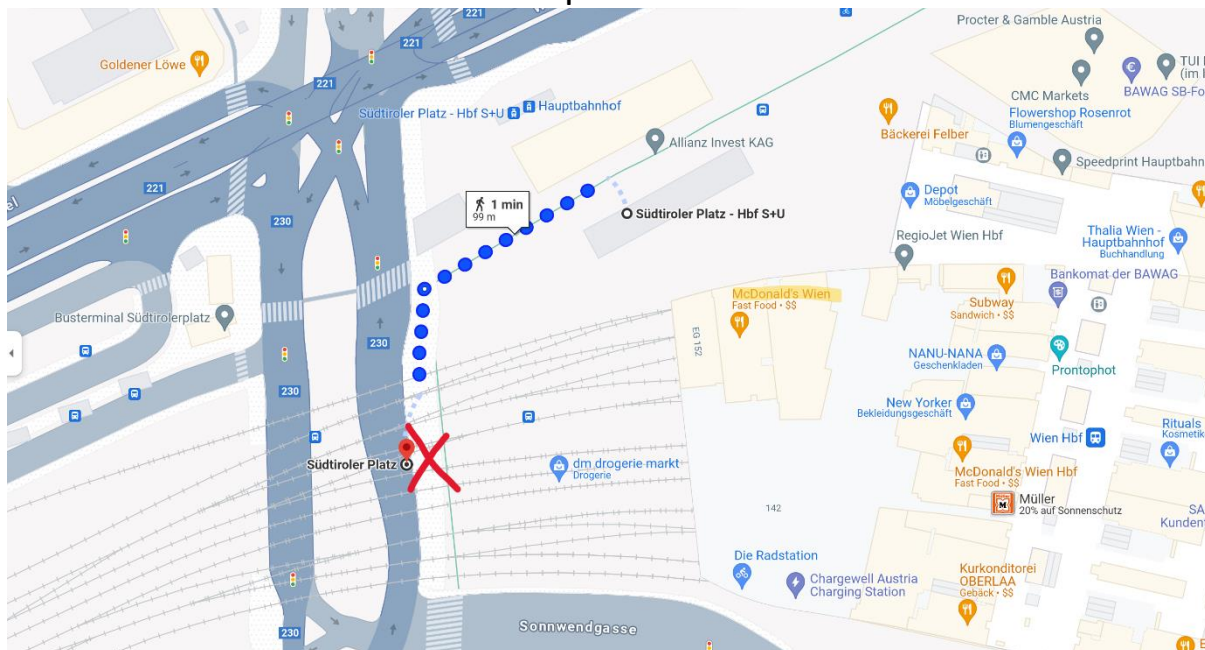 Procter & Gamble Austria
221
Goldener Löwe
TUI
(im
CMC Markets
BAWAG SB-Fo
221
Südtiroler Platz - Hbf S+U
Hauptbahnhof
Flowershop Rosenrot
Blumengeschäft
Bäckerei Felber
Allianz Invest KAG
Speedprint Hauptbahn
221
1 min
99 m
Depot
Möbelgeschäft
Südtiroler Platz - Hbf S+U
230
RegioJet Wien Hbf
Thalia Wien -
Hauptbahnhof
Buchhandlung
Bankomat der BAWAG
McDonald's Wien
Fast Food • $$
Subway
Sandwich • $$
Busterminal Südtirolerplatz
EG 152
230
NANU-NANA
Geschenkladen
Prontophot
New Yorker
Bekleidungsgeschäft
Rituals
Kosmetik
Wien Hbf
Südtiroler Platz
dm drogerie markt
Drogerie
McDonald's Wien Hbf
Fast Food • $$
Müller
20% auf Sonnenschutz
142
SA
Kundent
Die Radstation
Chargewell Austria
Charging Station
Kurkonditorei
OBERLAA
Gebäck • $$
230
Sonnwendgasse